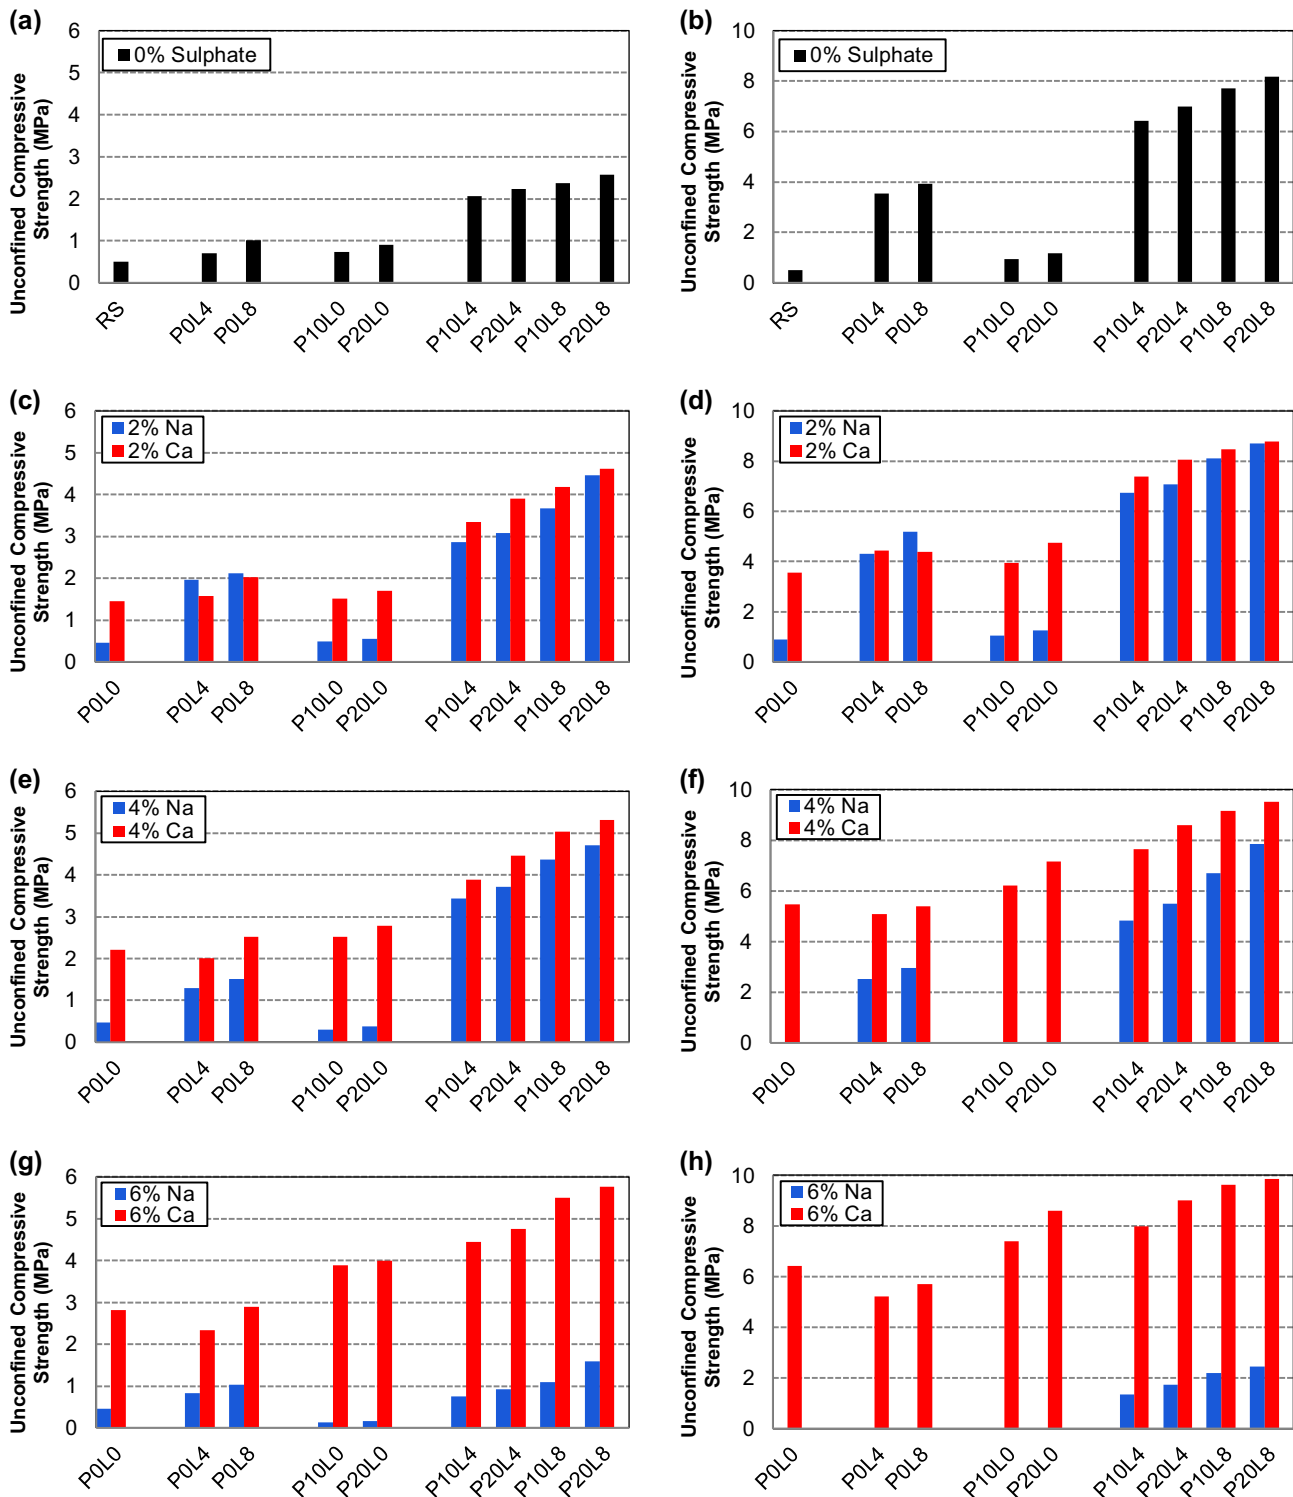 (a)
Unconfined Compressive
Strength (MPa)
6
5
4
3
2
1
0
0% Sulphate
RS
P0L4
P0L8
P10L0
P20L0
P10L4
P20L4
P10L8
P20L8
(b)
Unconfined Compressive
Strength (MPa)
10
8
6
4
2
0
0% Sulphate
RS
P0L4
P0L8
P10L0
P20L0
P10L4
P20L4
P10L8
P20L8
(c)
Unconfined Compressive
Strength (MPa)
6
5
4
3
2
1
0
2% Na
2% Ca
P0L0
P0L4
P0L8
P10L0
P20L0
P10L4
P20L4
P10L8
P20L8
(d)
Unconfined Compressive
Strength (MPa)
10
8
6
4
2
0
2% Na
2% Ca
P0L0
P0L4
P0L8
P10L0
P20L0
P10L4
P20L4
P10L8
P20L8
(e)
Unconfined Compressive
Strength (MPa)
6
5
4
3
2
1
0
4% Na
4% Ca
P0L0
P0L4
P0L8
P10L0
P20L0
P10L4
P20L4
P10L8
P20L8
(f)
Unconfined Compressive
Strength (MPa)
10
8
6
4
2
0
4% Na
4% Ca
P0L0
P0L4
P0L8
P10L0
P20L0
P10L4
P20L4
P10L8
P20L8
(g)
Unconfined Compressive
Strength (MPa)
6
5
4
3
2
1
0
6% Na
6% Ca
P0L0
P0L4
P0L8
P10L0
P20L0
P10L4
P20L4
P10L8
P20L8
(h)
Unconfined Compressive
Strength (MPa)
10
8
6
4
2
0
6% Na
6% Ca
P0L0
P0L4
P0L8
P10L0
P20L0
P10L4
P20L4
P10L8
P20L8